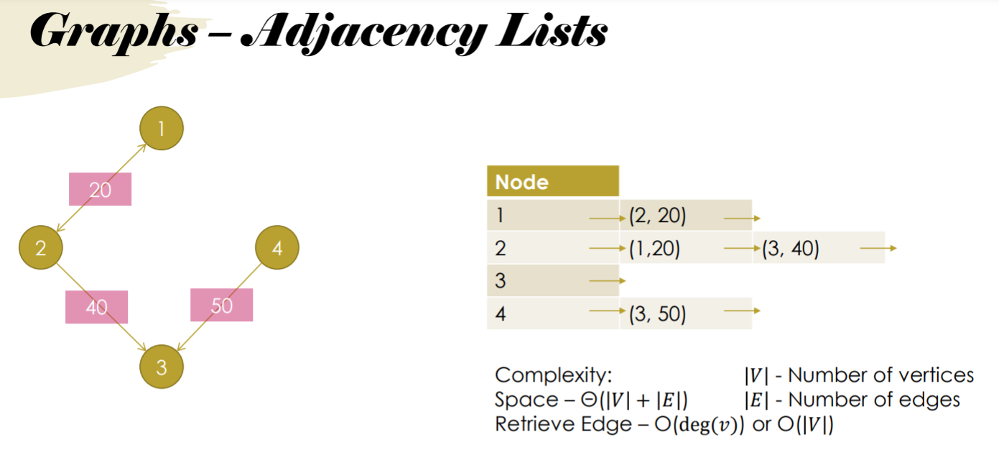 Graphs – Adjacency Lists
1
20
2
4
40
50
3
Node
1 (2, 20)
2 (1,20) (3, 40)
3
4 (3, 50)
Complexity:
Space – Θ(|V| + |E|)
Retrieve Edge – O(deg(v)) or O(|V|)
|V| - Number of vertices
|E| - Number of edges